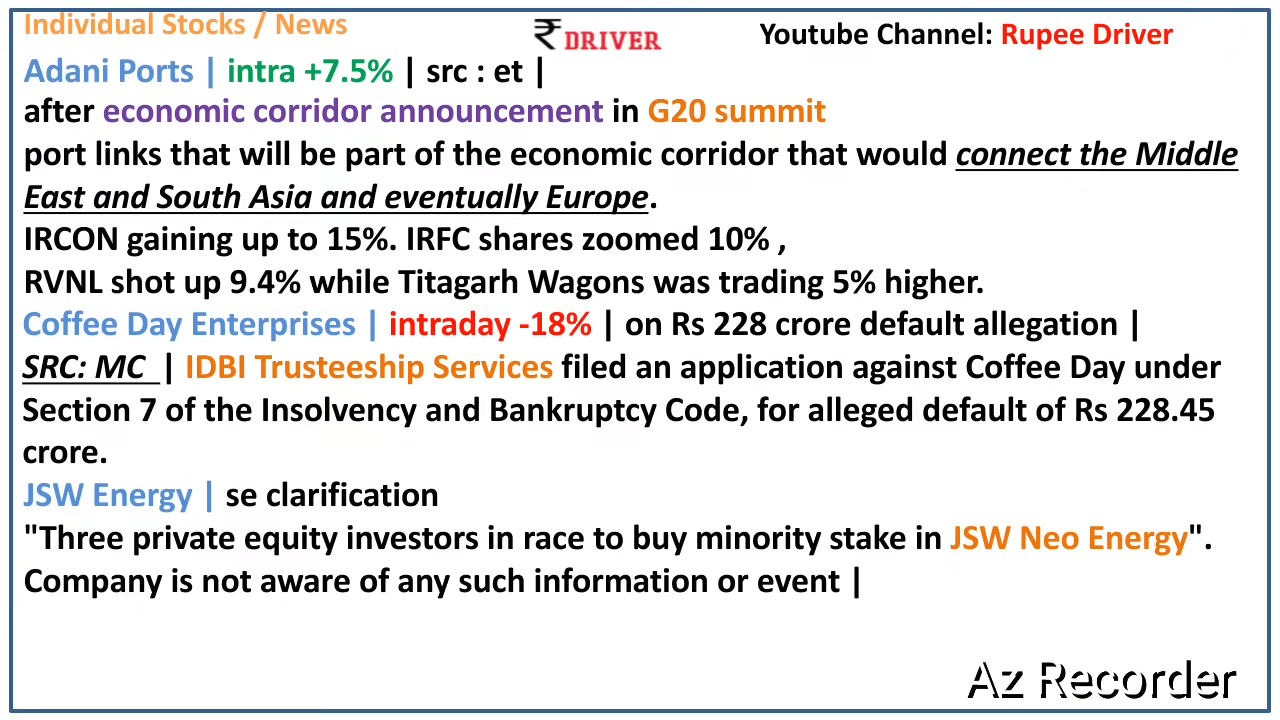 Individual Stocks / News
₹ DRIVER
Youtube Channel: Rupee Driver
Adani Ports | intra +7.5% | src : et |
after economic corridor announcement in G20 summit
port links that will be part of the economic corridor that would connect the Middle
East and South Asia and eventually Europe.
IRCON gaining up to 15%. IRFC shares zoomed 10% ,
RVNL shot up 9.4% while Titagarh Wagons was trading 5% higher.
Coffee Day Enterprises | intraday -18% | on Rs 228 crore default allegation |
SRC: MC | IDBI Trusteeship Services filed an application against Coffee Day under
Section 7 of the Insolvency and Bankruptcy Code, for alleged default of Rs 228.45
crore.
JSW Energy | se clarification
"Three private equity investors in race to buy minority stake in JSW Neo Energy".
Company is not aware of any such information or event |
Az Recorder